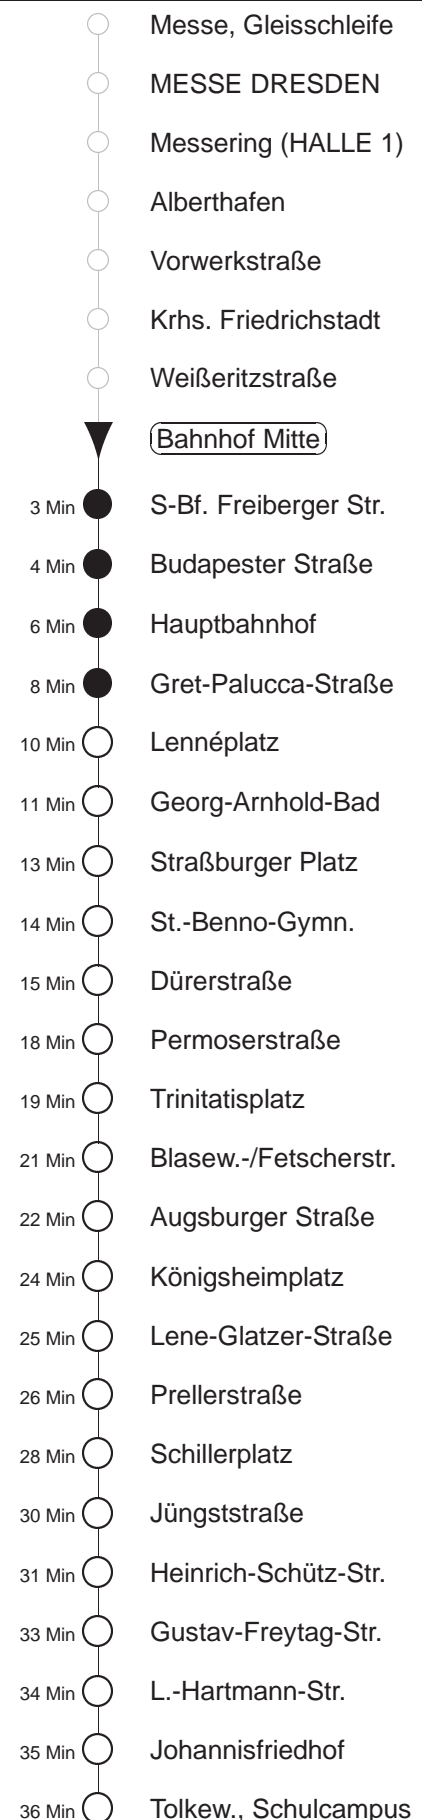 Messe, Gleisschleife
MESSE DRESDEN
Messering (HALLE 1)
Alberthafen
Vorwerkstraße
Krhs. Friedrichstadt
Weißeritzstraße
Bahnhof Mitte
3 Min S-Bf. Freiberger Str.
4 Min Budapester Straße
6 Min Hauptbahnhof
8 Min Gret-Palucca-Straße
10 Min Lennéplatz
11 Min Georg-Arnhold-Bad
13 Min Straßburger Platz
14 Min St.-Benno-Gymn.
15 Min Dürerstraße
18 Min Permoserstraße
19 Min Trinitatisplatz
21 Min Blasew.-/Fetscherstr.
22 Min Augsburger Straße
24 Min Königsheimplatz
25 Min Lene-Glatzer-Straße
26 Min Prellerstraße
28 Min Schillerplatz
30 Min Jüngststraße
31 Min Heinrich-Schütz-Str.
33 Min Gustav-Freytag-Str.
34 Min L.-Hartmann-Str.
35 Min Johannisfriedhof
36 Min Tolkew., Schulcampus